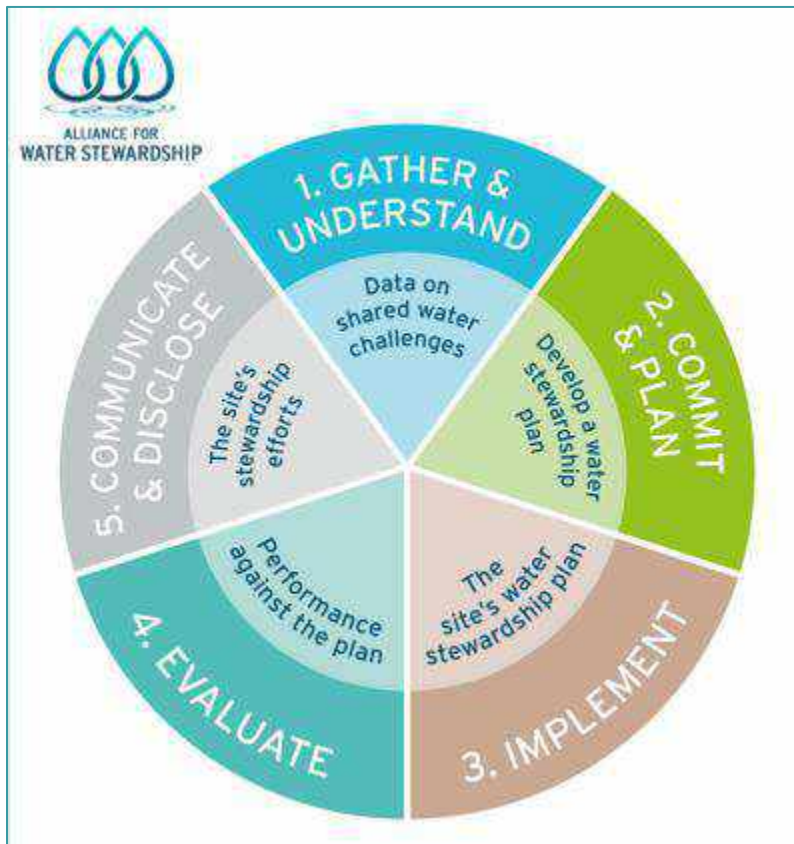 ALLIANCE FOR
WATER STEWARDSHIP
1. GATHER &
UNDERSTAND
Data on
shared water
challenges
2. COMMIT
& PLAN
Develop a water
stewardship
plan
3. IMPLEMENT
The
site's water
stewardship plan
4. EVALUATE
Performance
against the plan
5. COMMUNICATE
& DISCLOSE
The site's
stewardship
efforts